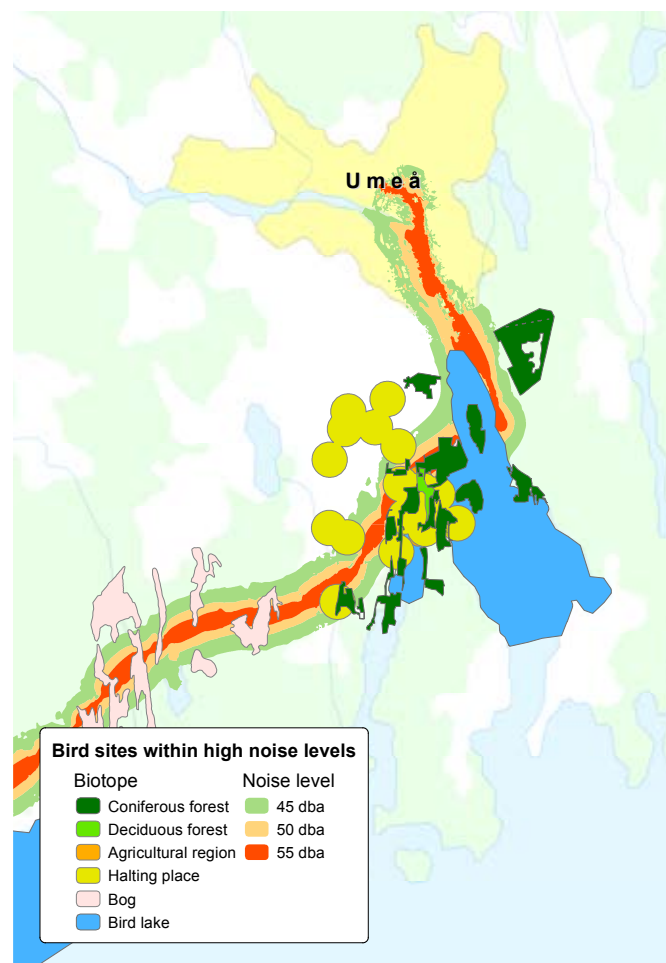 U m e å
Bird sites within high noise levels
Biotope
Noise level
Coniferous forest
45 dba
Deciduous forest
50 dba
Agricultural region
55 dba
Halting place
Bog
Bird lake